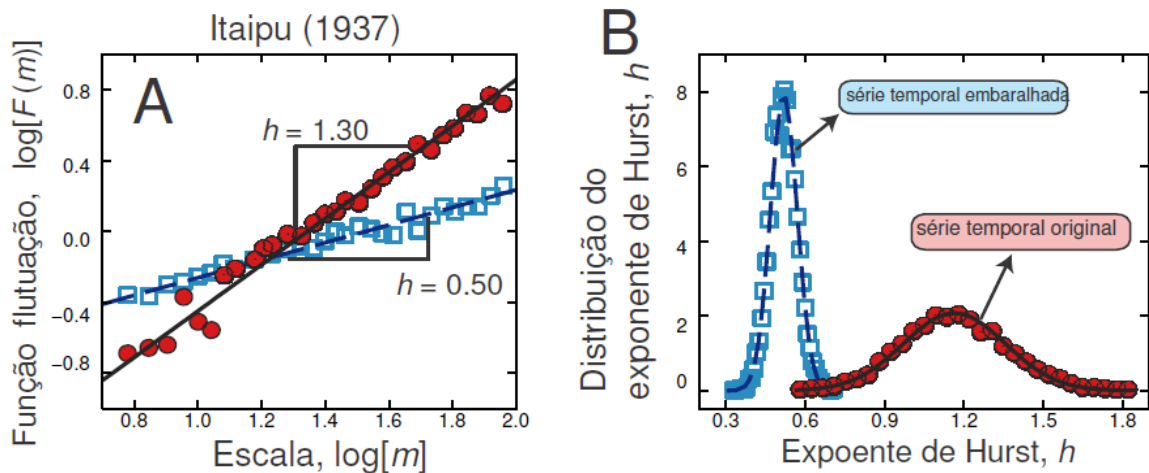 Itaipu (1937)
A
Função flutuação, log[F(m)]
0.8
0.4
0.0
−0.4
−0.8
h = 1.30
h = 0.50
0.8
1.0
1.2
1.4
1.6
1.8
2.0
Escala, log[m]
B
Distribuição do
exponente de Hurst, h
8
6
4
2
0
série temporal embaralhada
série temporal original
0.3
0.6
0.9
1.2
1.5
1.8
Expoente de Hurst, h